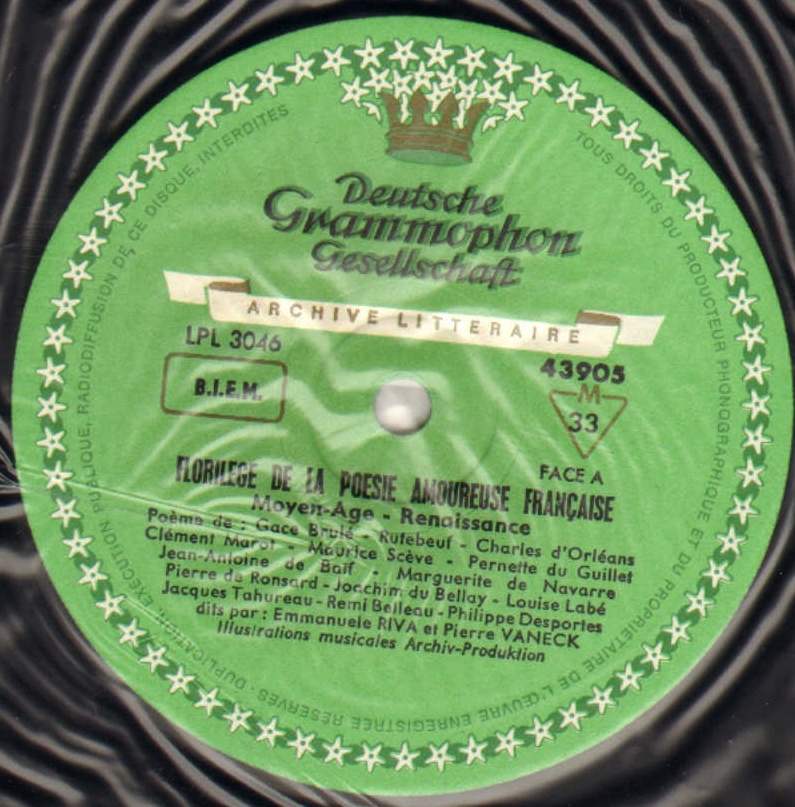 TOUS DROITS DU PRODUCTEUR PHONOGRAPHIQUE ET DU PROPRIETAIRE DE L'ŒUVRE ENREGISTREE RESERVES · DUPLICATION, EXECUTION PUBLIQUE, RADIODIFFUSION DE CE DISQUE, INTERDITES
Deutsche
Grammophon
Gesellschaft
ARCHIVE LITTERAIRE
LPL 3046
43905
B.I.E.M.
M
33
FACE A
FLORILEGE DE LA POESIE AMOUREUSE FRANÇAISE
Moyen-Age - Renaissance
Poème de : Gace Brulé - Rutebeuf - Charles d'Orléans
Clément Marot - Maurice Scève - Pernette du Guillet
Jean-Antoine de Baïf - Marguerite de Navarre
Pierre de Ronsard - Joachim du Bellay - Louise Labé
Jacques Tahureau - Remi Belleau - Philippe Desportes
dits par : Emmanuele RIVA et Pierre VANECK
Illusirations musicales Archiv-Produktion